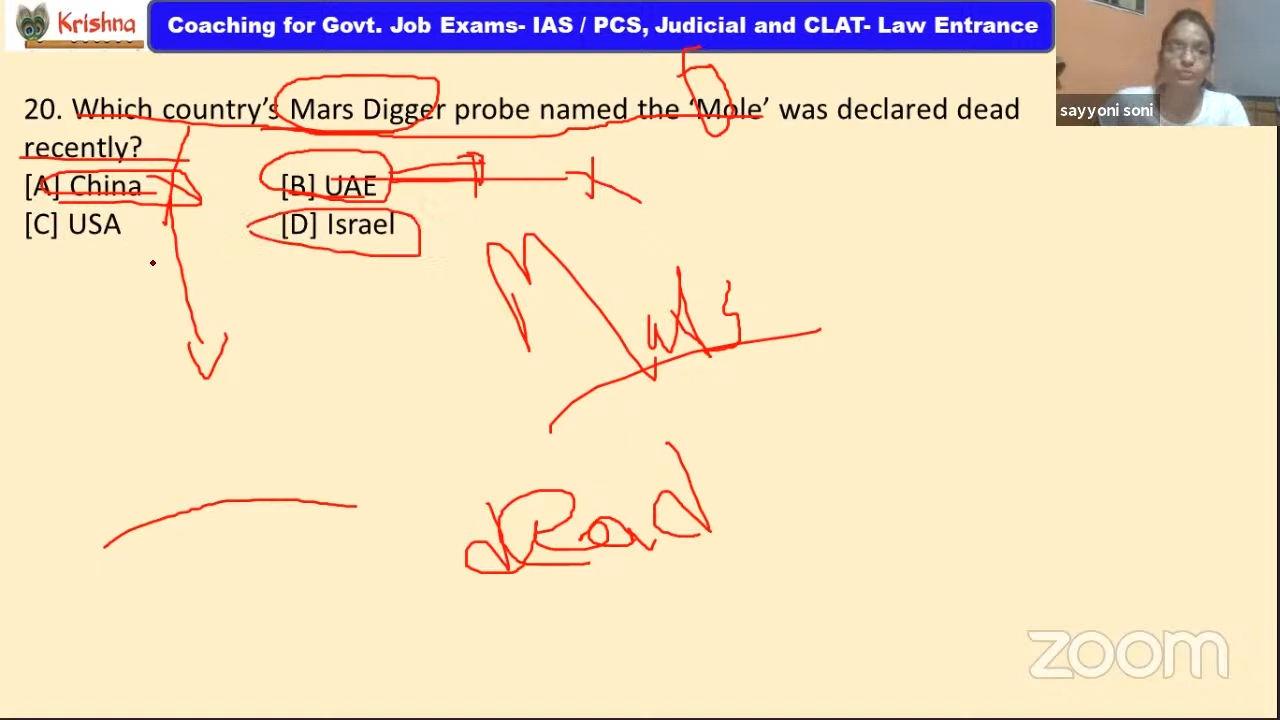 Krishna
Coaching for Govt. Job Exams- IAS / PCS, Judicial and CLAT- Law Entrance
sayyoni soni
20. Which country's Mars Digger probe named the ‘Mole’ was declared dead
recently?
[A] China [B] UAE
[C] USA [D] Israel
Mars
dead
zoom